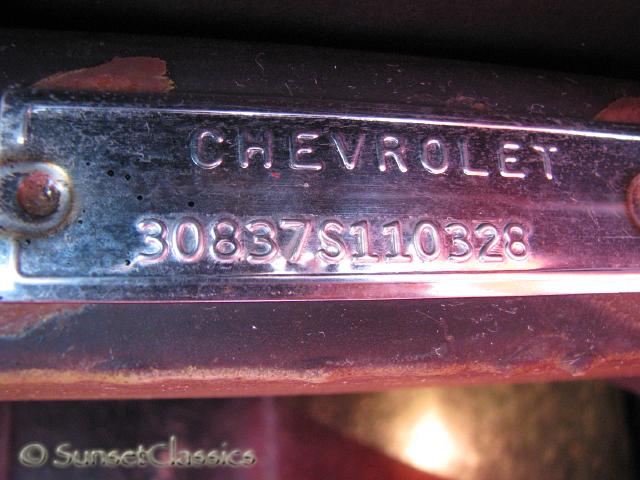 CHEVROLET
30837S110328
© SunsetClassics